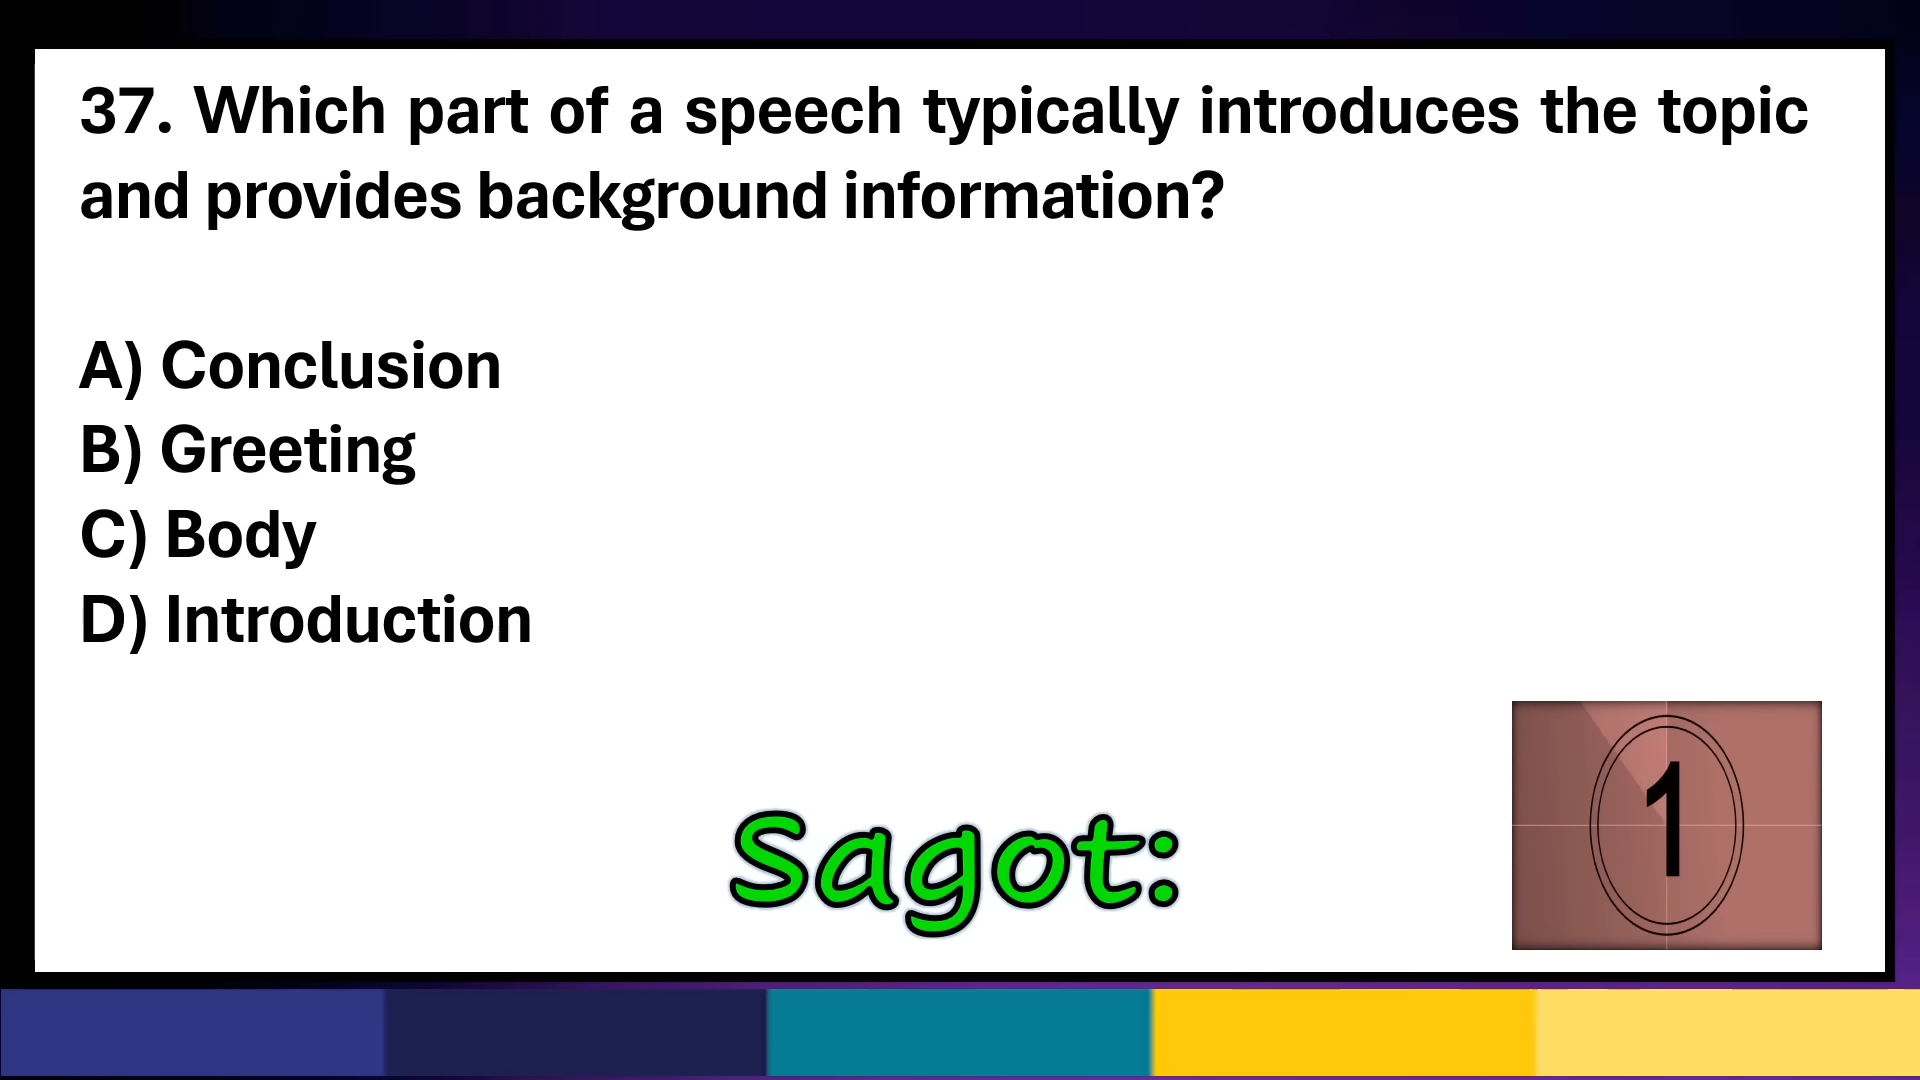 37. Which part of a speech typically introduces the topic
and provides background information?
A) Conclusion
B) Greeting
C) Body
D) Introduction
Sagot:
1